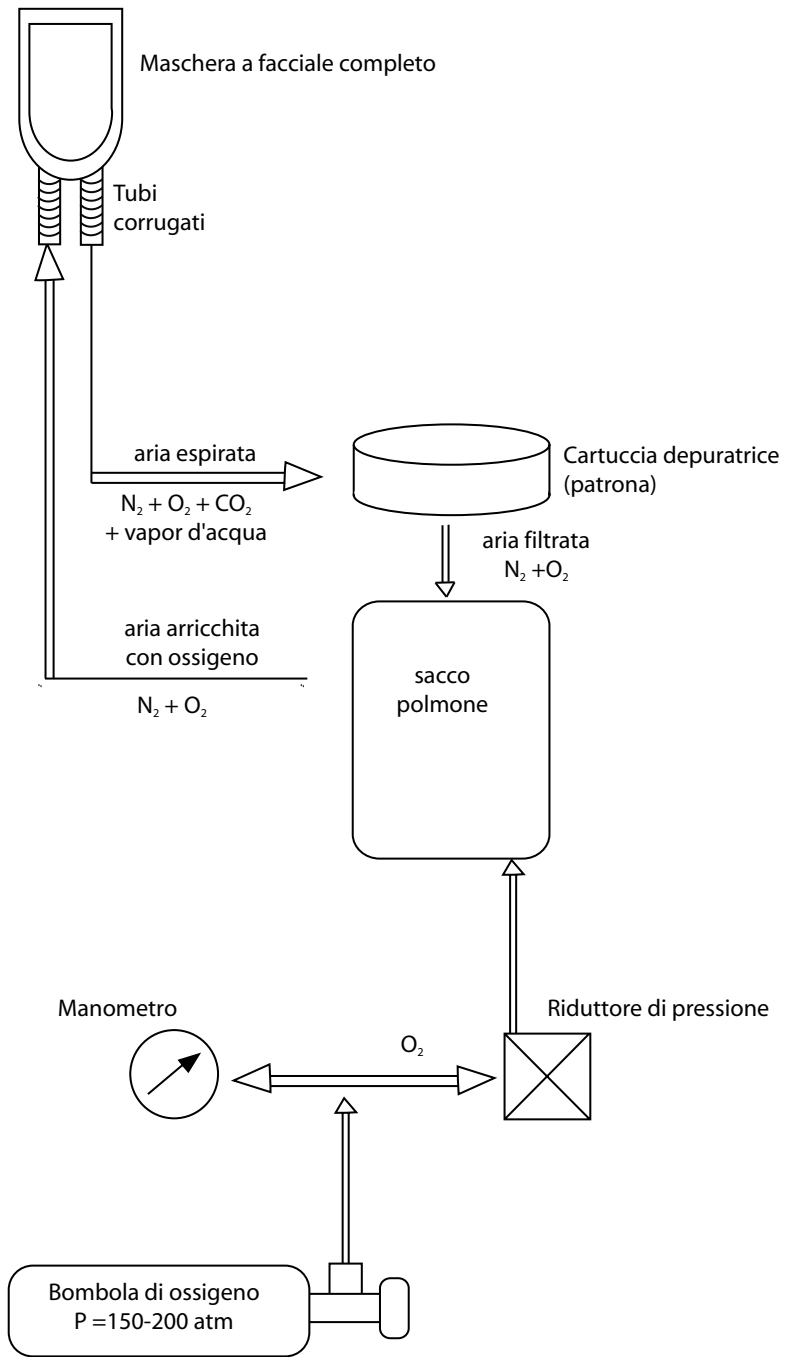 Maschera a facciale completo
Tubi
corrugati
aria espirata
N₂ + O₂ + CO₂
+ vapor d'acqua
Cartuccia depuratrice
(patrona)
aria filtrata
N₂ +O₂
aria arricchita
con ossigeno
N₂ + O₂
sacco
polmone
Manometro
O₂
Riduttore di pressione
Bombola di ossigeno
P =150-200 atm